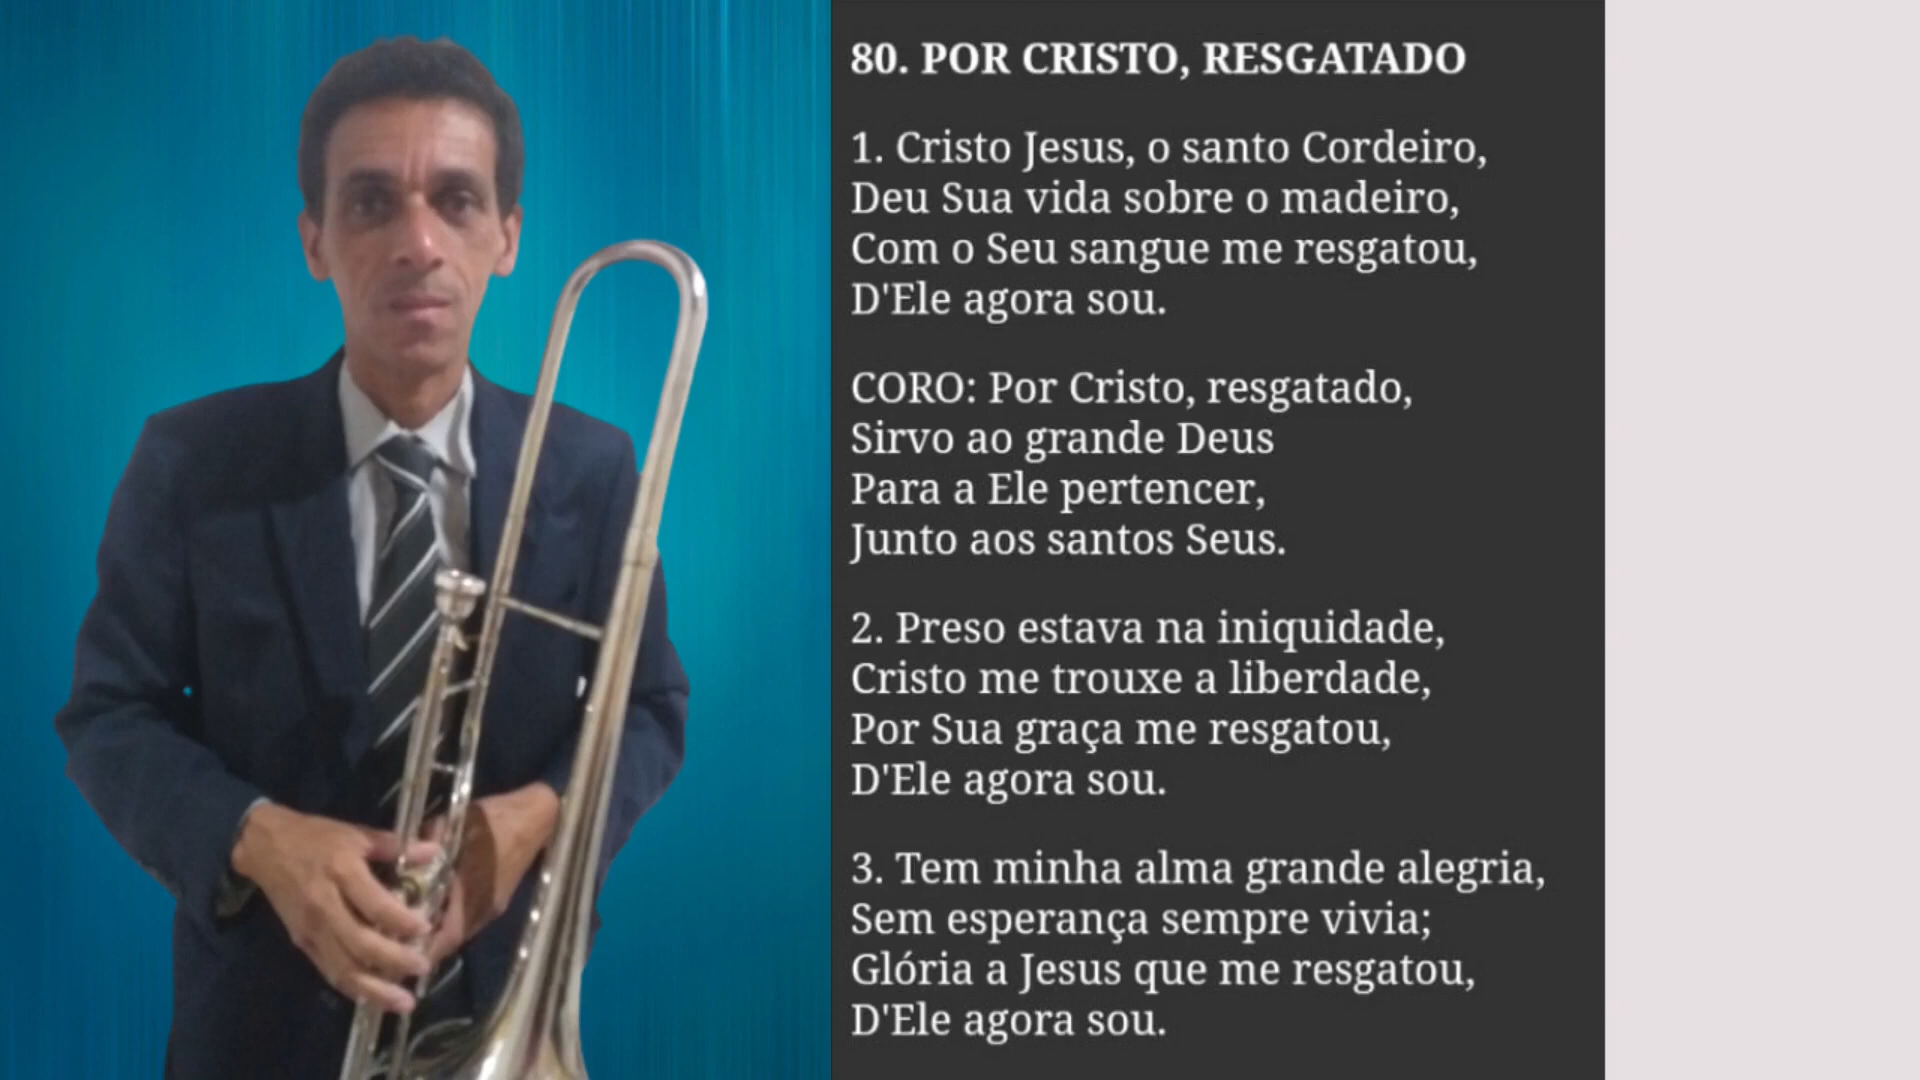 80. POR CRISTO, RESGATADO
1. Cristo Jesus, o santo Cordeiro,
Deu Sua vida sobre o madeiro,
Com o Seu sangue me resgatou,
D'Ele agora sou.
CORO: Por Cristo, resgatado,
Sirvo ao grande Deus
Para a Ele pertencer,
Junto aos santos Seus.
2. Preso estava na iniquidade,
Cristo me trouxe a liberdade,
Por Sua graça me resgatou,
D'Ele agora sou.
3. Tem minha alma grande alegria,
Sem esperança sempre vivia;
Glória a Jesus que me resgatou,
D'Ele agora sou.